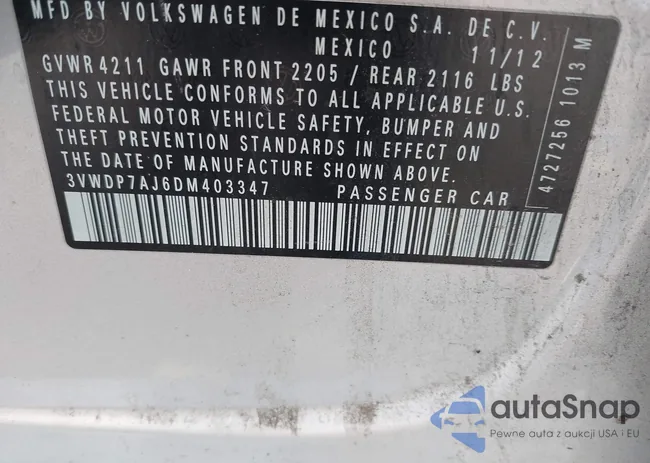 MFD BY VOLKSWAGEN DE MEXICO S.A. DE C.V.
MEXICO 11/12
GVWR 4211 GAWR FRONT 2205 / REAR 2116 LBS
THIS VEHICLE CONFORMS TO ALL APPLICABLE U.S.
FEDERAL MOTOR VEHICLE SAFETY, BUMPER AND
THEFT PREVENTION STANDARDS IN EFFECT ON
THE DATE OF MANUFACTURE SHOWN ABOVE.
3VWDP7AJ6DM403347 PASSENGER CAR
4727256 1013 M
autaSnap
Pewne auta z aukcji USA i EU